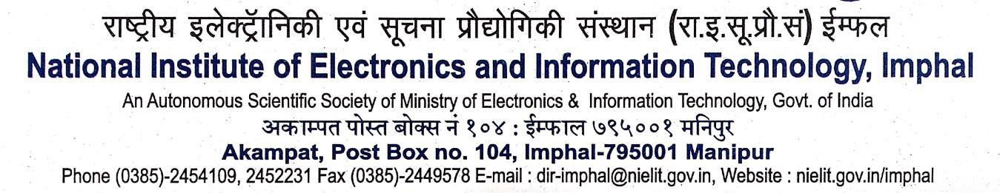 राष्ट्रीय इलेक्ट्रॅानिकी एवं सूचना प्रौद्योगिकी संस्थान (रा.इ.सू.प्रौ.सं) ईम्फल
National Institute of Electronics and Information Technology, Imphal
An Autonomous Scientific Society of Ministry of Electronics & Information Technology, Govt. of India
अकाम्पत पोस्त बोक्स नं १०४ : ईम्फाल ७९५००१ मनिपुर
Akampat, Post Box no. 104, Imphal-795001 Manipur
Phone (0385)-2454109, 2452231 Fax (0385)-2449578 E-mail : dir-imphal@nielit.gov.in, Website : nielit.gov.in/imphal